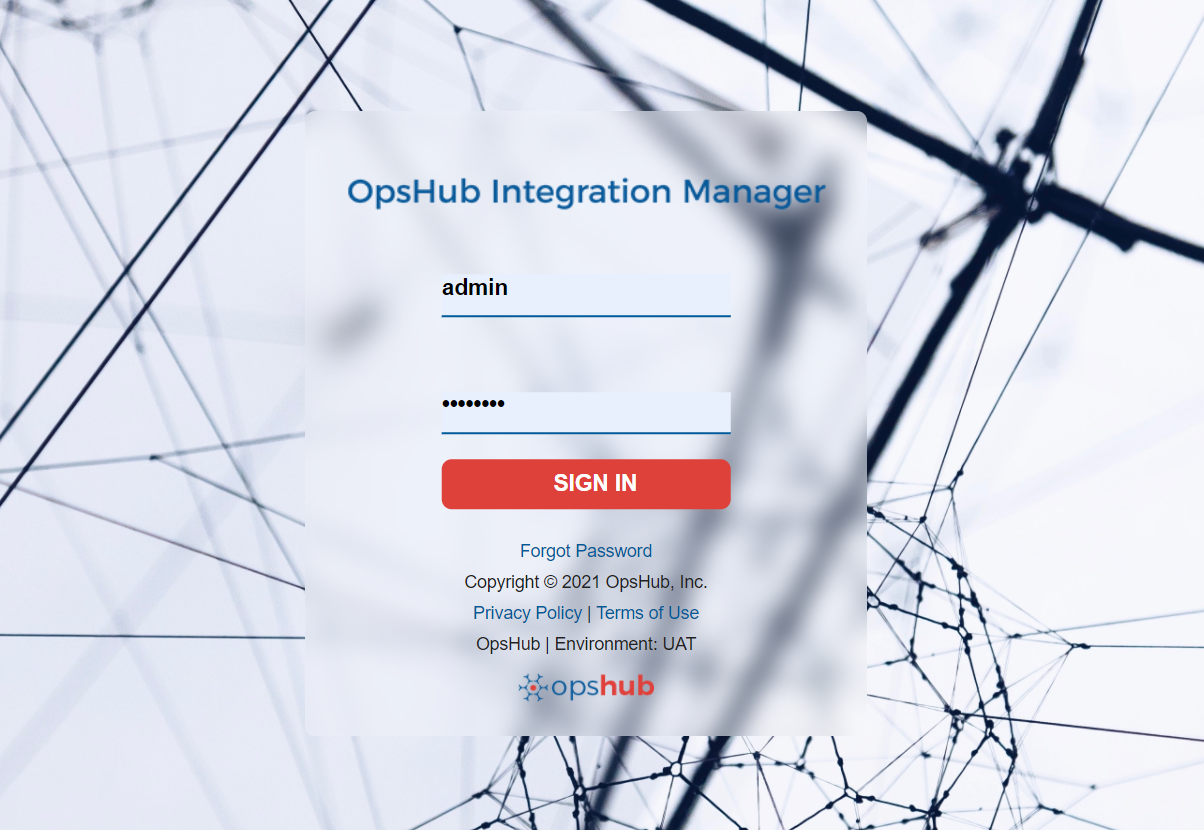 OpsHub Integration Manager
admin
••••••••
SIGN IN
Forgot Password
Copyright © 2021 OpsHub, Inc.
Privacy Policy | Terms of Use
OpsHub | Environment: UAT
opshub